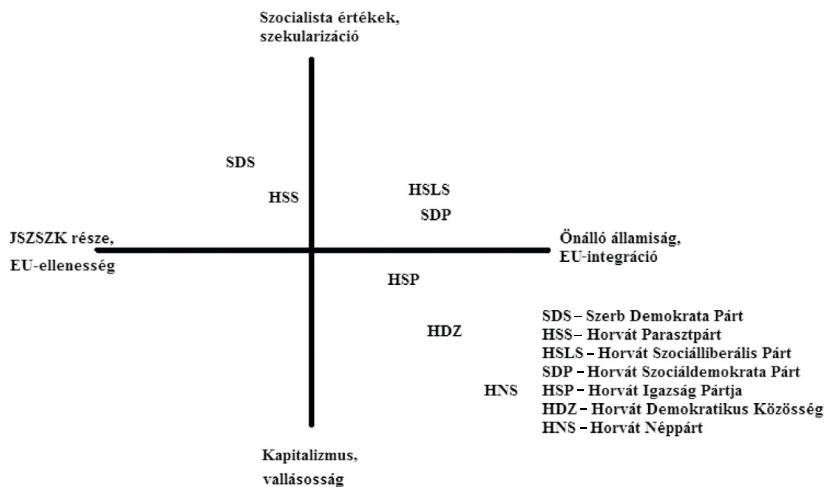 Szocialista értékek,
szekularizáció
SDS
HSS
HSLS
SDP
JSZSZK része,
EU-ellenesség
Önálló államiság,
EU-integráció
HSP
HDZ
HNS
SDS – Szerb Demokrata Párt
HSS – Horvát Parasztpárt
HSLS – Horvát Szociálliberális Párt
SDP – Horvát Szociáldemokrata Párt
HSP – Horvát Igazság Pártja
HDZ – Horvát Demokratikus Közösség
HNS – Horvát Néppárt
Kapitalizmus,
vallásosság